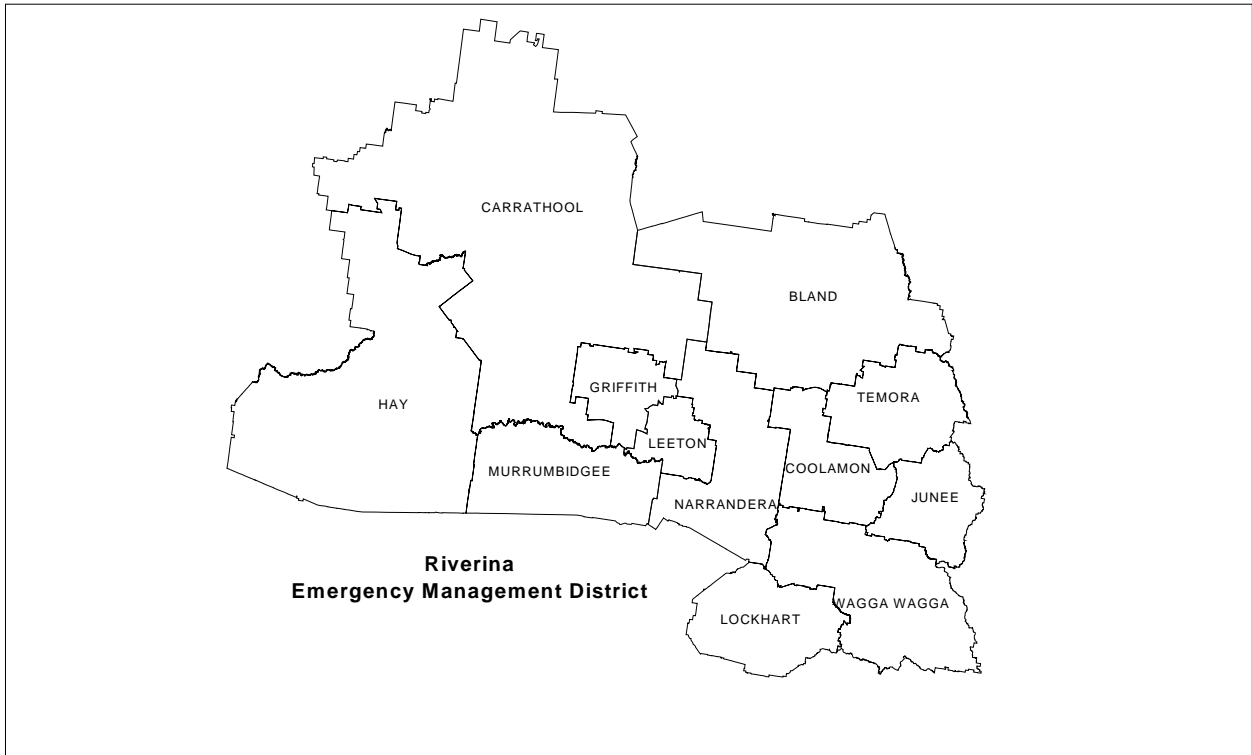 CARRATHOOL
BLAND
GRIFFITH
TEMORA
HAY
LEETON
MURRUMBIDGEE
COOLAMON
JUNEE
NARRANDERA
Riverina
Emergency Management District
WAGGA WAGGA
LOCKHART